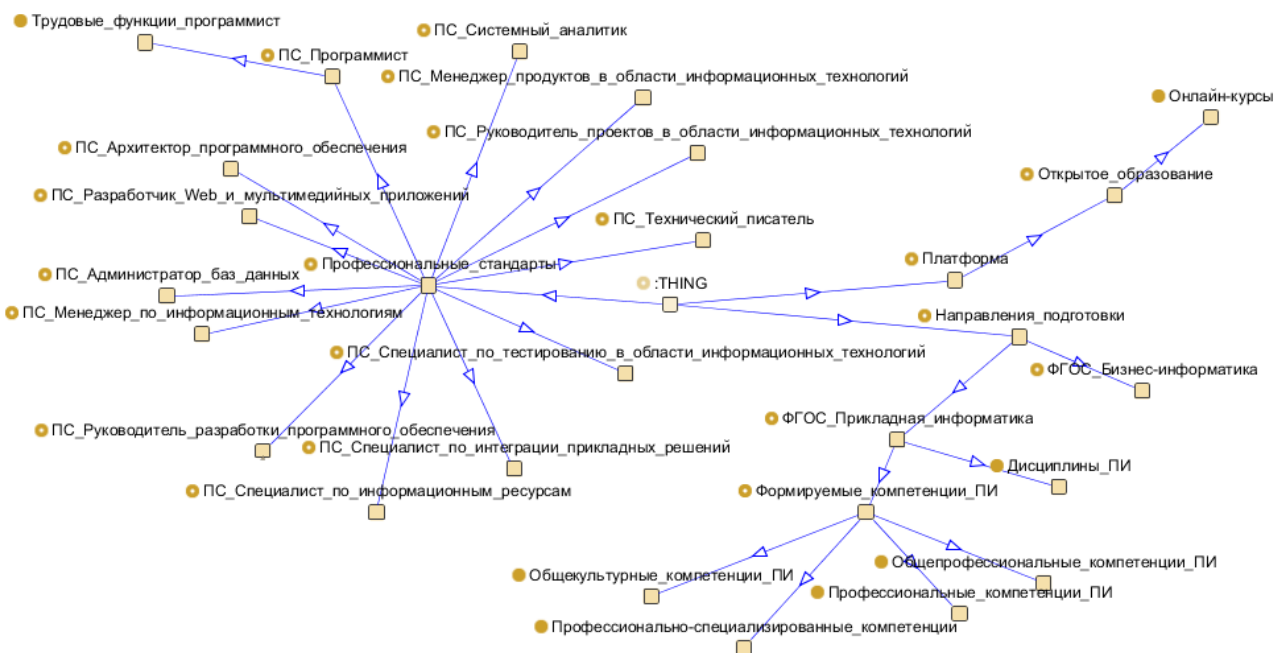 Трудовые_функции_программист
ПС_Системный_аналитик
ПС_Программист
ПС_Менеджер_продуктов_в_области_информационных_технологий
Онлайн-курсы
ПС_Руководитель_проектов_в_области_информационных_технологий
ПС_Архитектор_программного_обеспечения
Открытое_образование
ПС_Разработчик_Web_и_мультимедийных_приложений
ПС_Технический_писатель
Профессиональные_стандарты
Платформа
ПС_Администратор_баз_данных
:THING
ПС_Менеджер_по_информационным_технологиям
Направления_подготовки
ПС_Специалист_по_тестированию_в_области_информационных_технологий
ФГОС_Бизнес-информатика
ФГОС_Прикладная_информатика
ПС_Руководитель_разработки_программного_обеспечения
ПС_Специалист_по_интеграции_прикладных_решений
Дисциплины_ПИ
ПС_Специалист_по_информационным_ресурсам
Формируемые_компетенции_ПИ
Общепрофессиональные_компетенции_ПИ
Общекультурные_компетенции_ПИ
Профессиональные_компетенции_ПИ
Профессионально-специализированные_компетенции